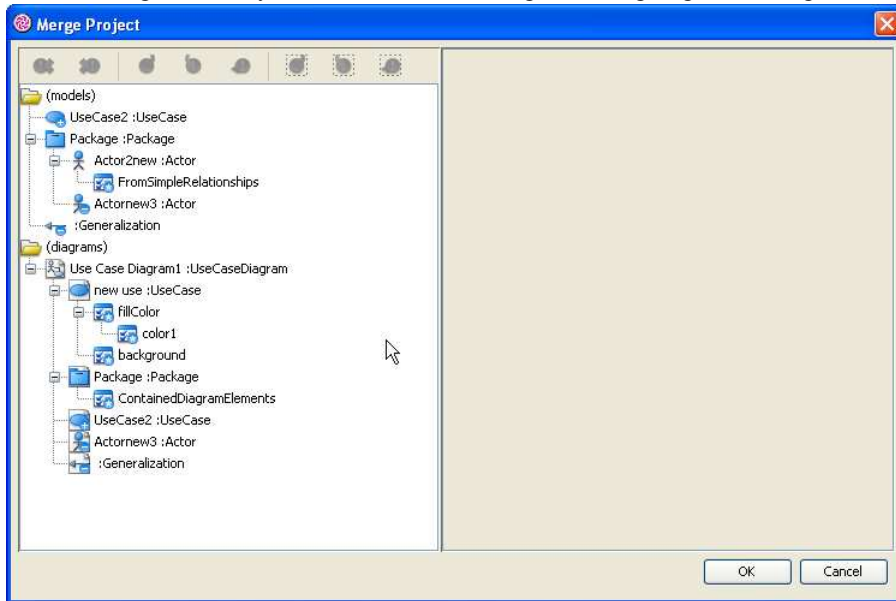 Merge Project
(models)
UseCase2 :UseCase
Package :Package
Actor2new :Actor
FromSimpleRelationships
Actornew3 :Actor
:Generalization
(diagrams)
Use Case Diagram1 :UseCaseDiagram
new use :UseCase
fillColor
color1
background
Package :Package
ContainedDiagramElements
UseCase2 :UseCase
Actornew3 :Actor
:Generalization
OK Cancel